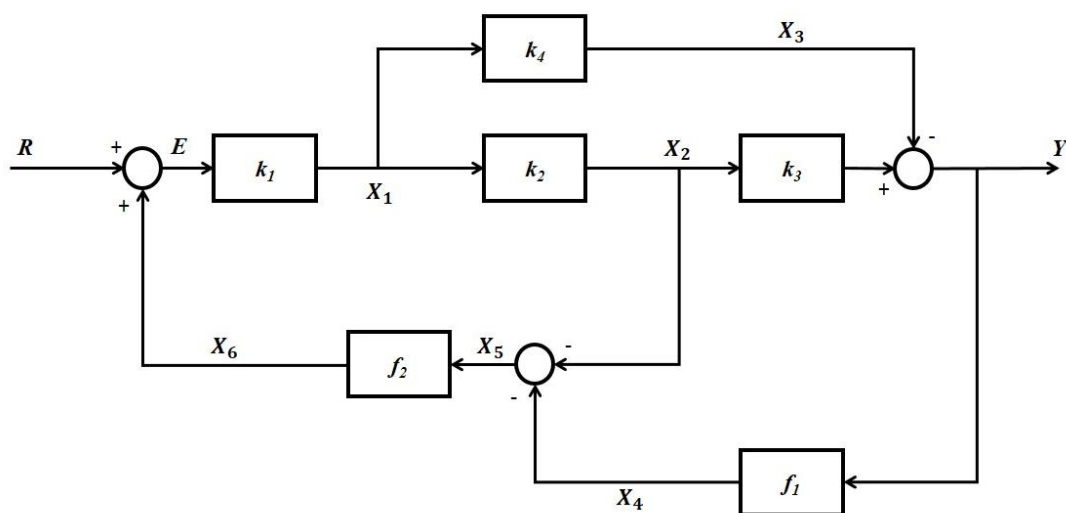 k₄
X₃
-
R
+
E
k₁
X₁
k₂
X₂
k₃
+
Y
+
X₆
f₂
X₅
-
-
X₄
f₁